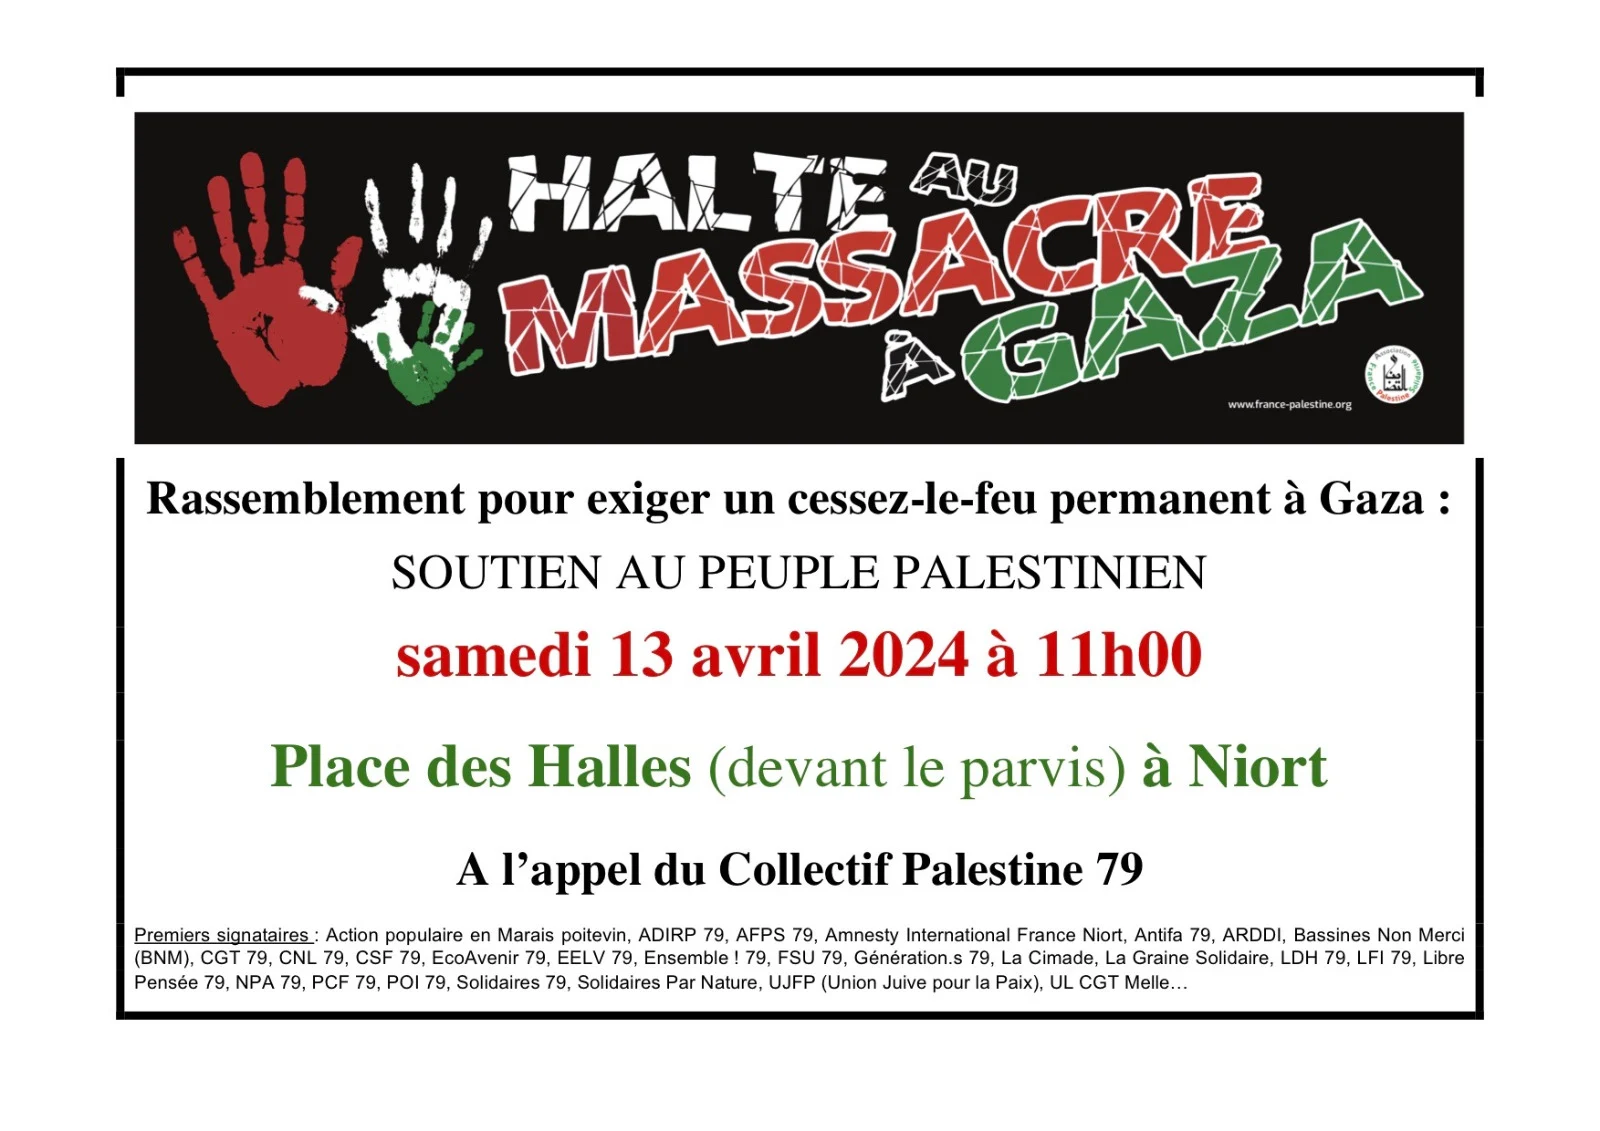 HALTE AU
MASSACRE
À GAZA
www.france-palestine.org
Association France Palestine Solidarité
Rassemblement pour exiger un cessez-le-feu permanent à Gaza :
SOUTIEN AU PEUPLE PALESTINIEN
samedi 13 avril 2024 à 11h00
Place des Halles (devant le parvis) à Niort
A l’appel du Collectif Palestine 79
Premiers signataires : Action populaire en Marais poitevin, ADIRP 79, AFPS 79, Amnesty International France Niort, Antifa 79, ARDDI, Bassines Non Merci
(BNM), CGT 79, CNL 79, CSF 79, EcoAvenir 79, EELV 79, Ensemble ! 79, FSU 79, Génération.s 79, La Cimade, La Graine Solidaire, LDH 79, LFI 79, Libre
Pensée 79, NPA 79, PCF 79, POI 79, Solidaires 79, Solidaires Par Nature, UJFP (Union Juive pour la Paix), UL CGT Melle…